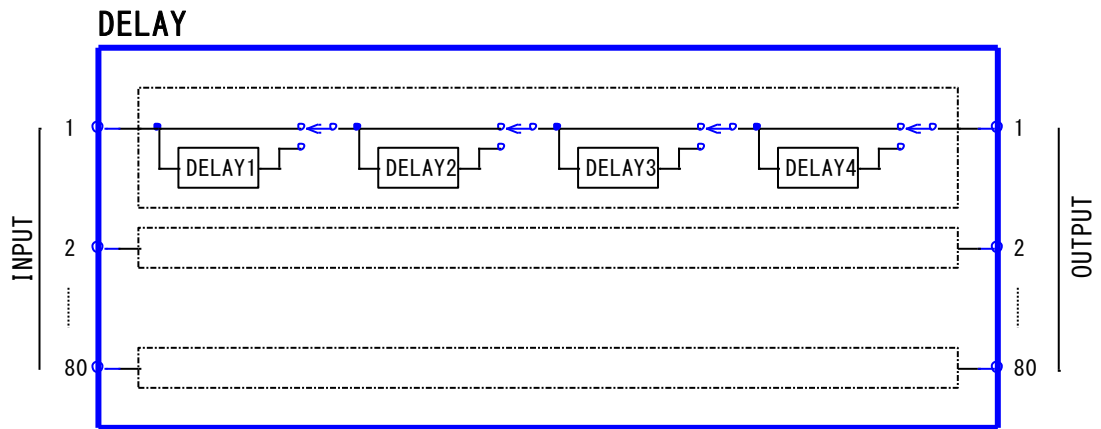 DELAY
1 1
DELAY1 DELAY2 DELAY3 DELAY4
INPUT
OUTPUT
2 2
80 80